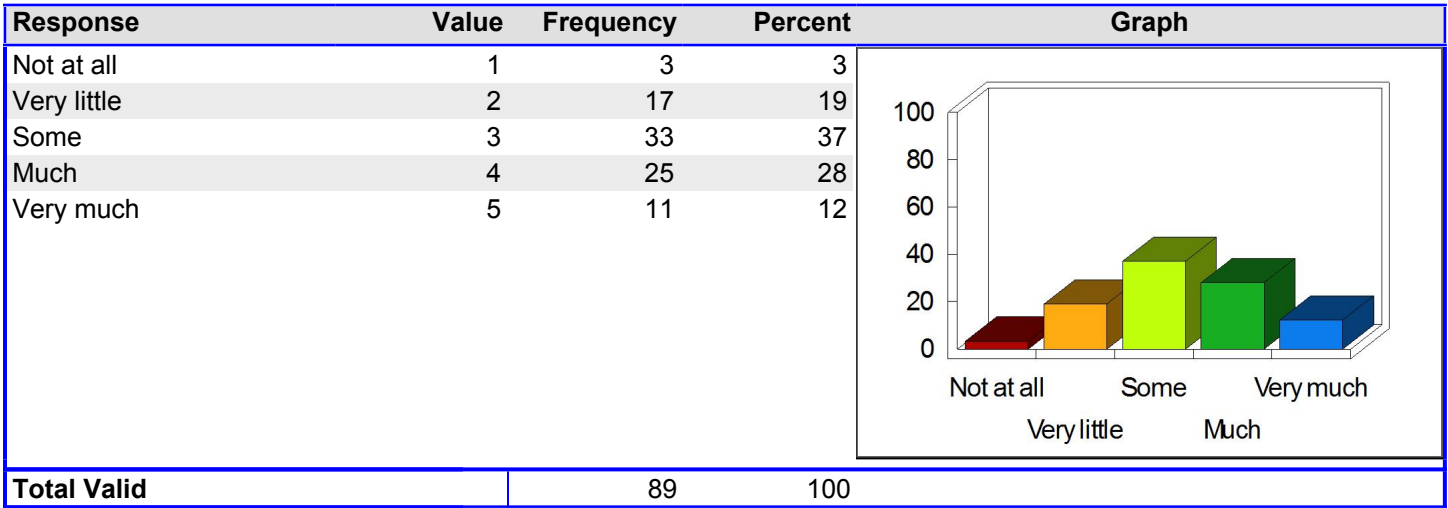 Response Value Frequency Percent Graph
Not at all 1 3 3
Very little 2 17 19
Some 3 33 37
Much 4 25 28
Very much 5 11 12
100
80
60
40
20
0
Not at all Some Very much
Very little Much
Total Valid 89 100